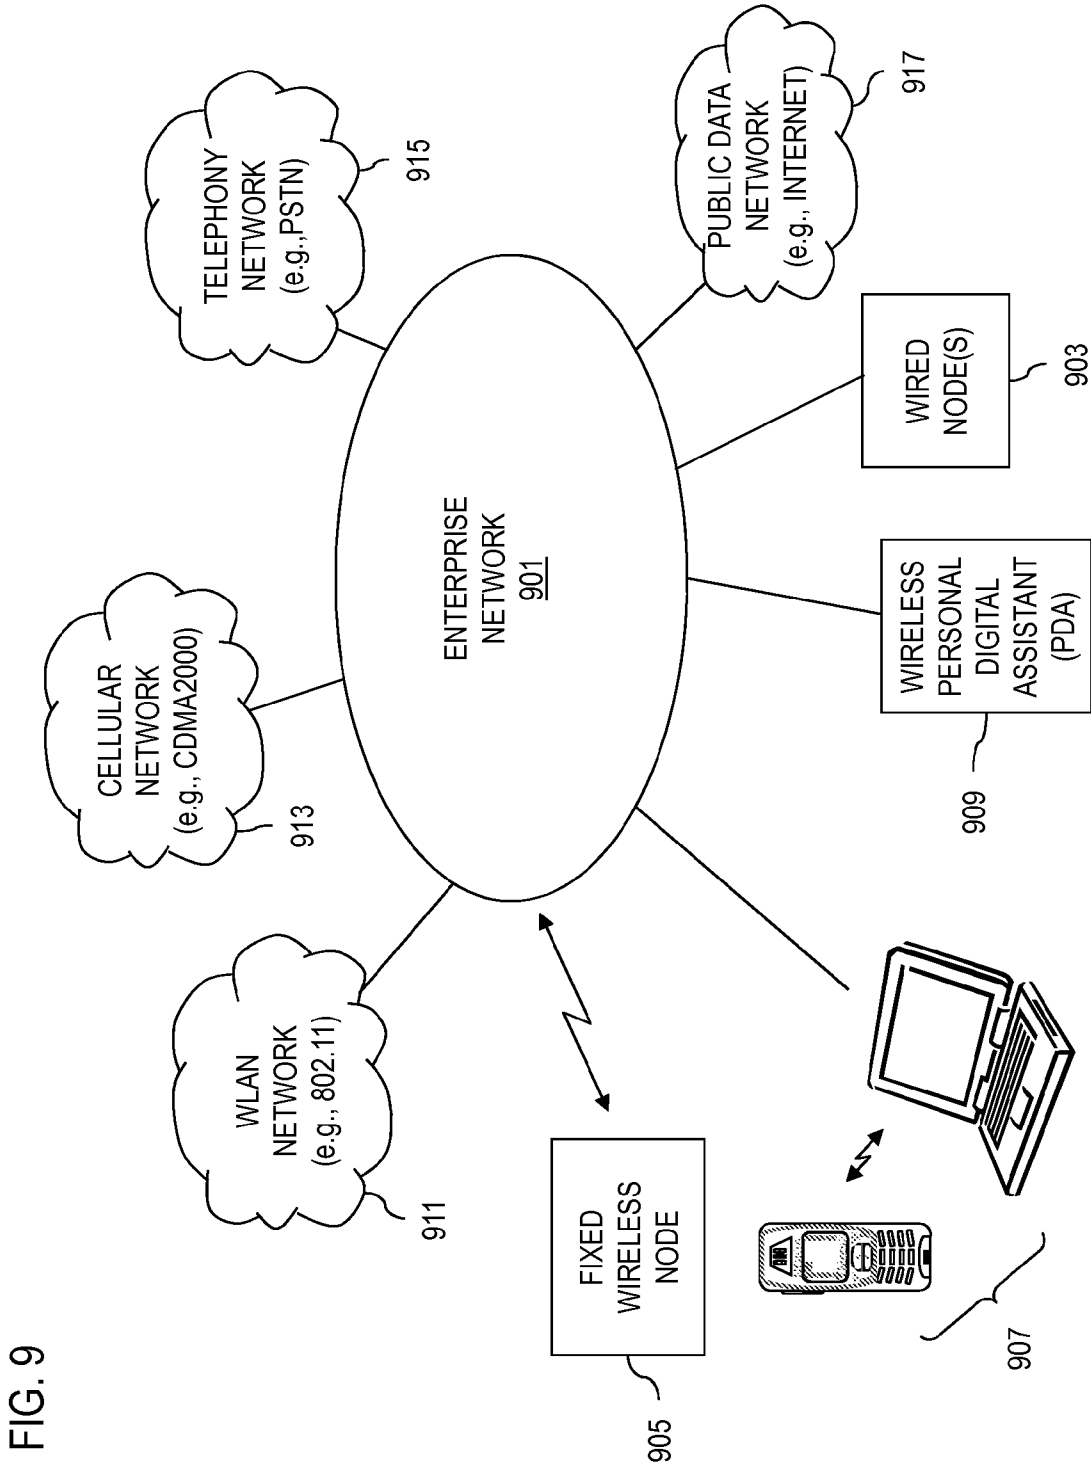 FIG. 9
WLAN
NETWORK
(e.g., 802.11)
911
CELLULAR
NETWORK
(e.g., CDMA2000)
913
TELEPHONY
NETWORK
(e.g.,PSTN)
915
ENTERPRISE
NETWORK
901
PUBLIC DATA
NETWORK
(e.g., INTERNET)
917
FIXED
WIRELESS
NODE
905
907
WIRELESS
PERSONAL
DIGITAL
ASSISTANT
(PDA)
909
WIRED
NODE(S)
903